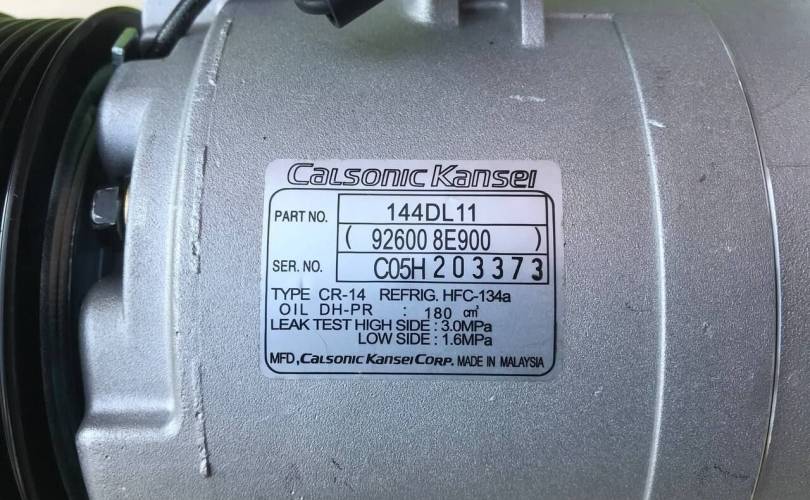 Calsonic Kansei
PART NO. 144DL11
( 92600 8E900 )
SER. NO. C05H 203373
TYPE CR-14 REFRIG. HFC-134a
OIL DH-PR : 180 cm³
LEAK TEST HIGH SIDE : 3.0MPa
LOW SIDE : 1.6MPa
MFD, CALSONIC KANSEI CORP. MADE IN MALAYSIA